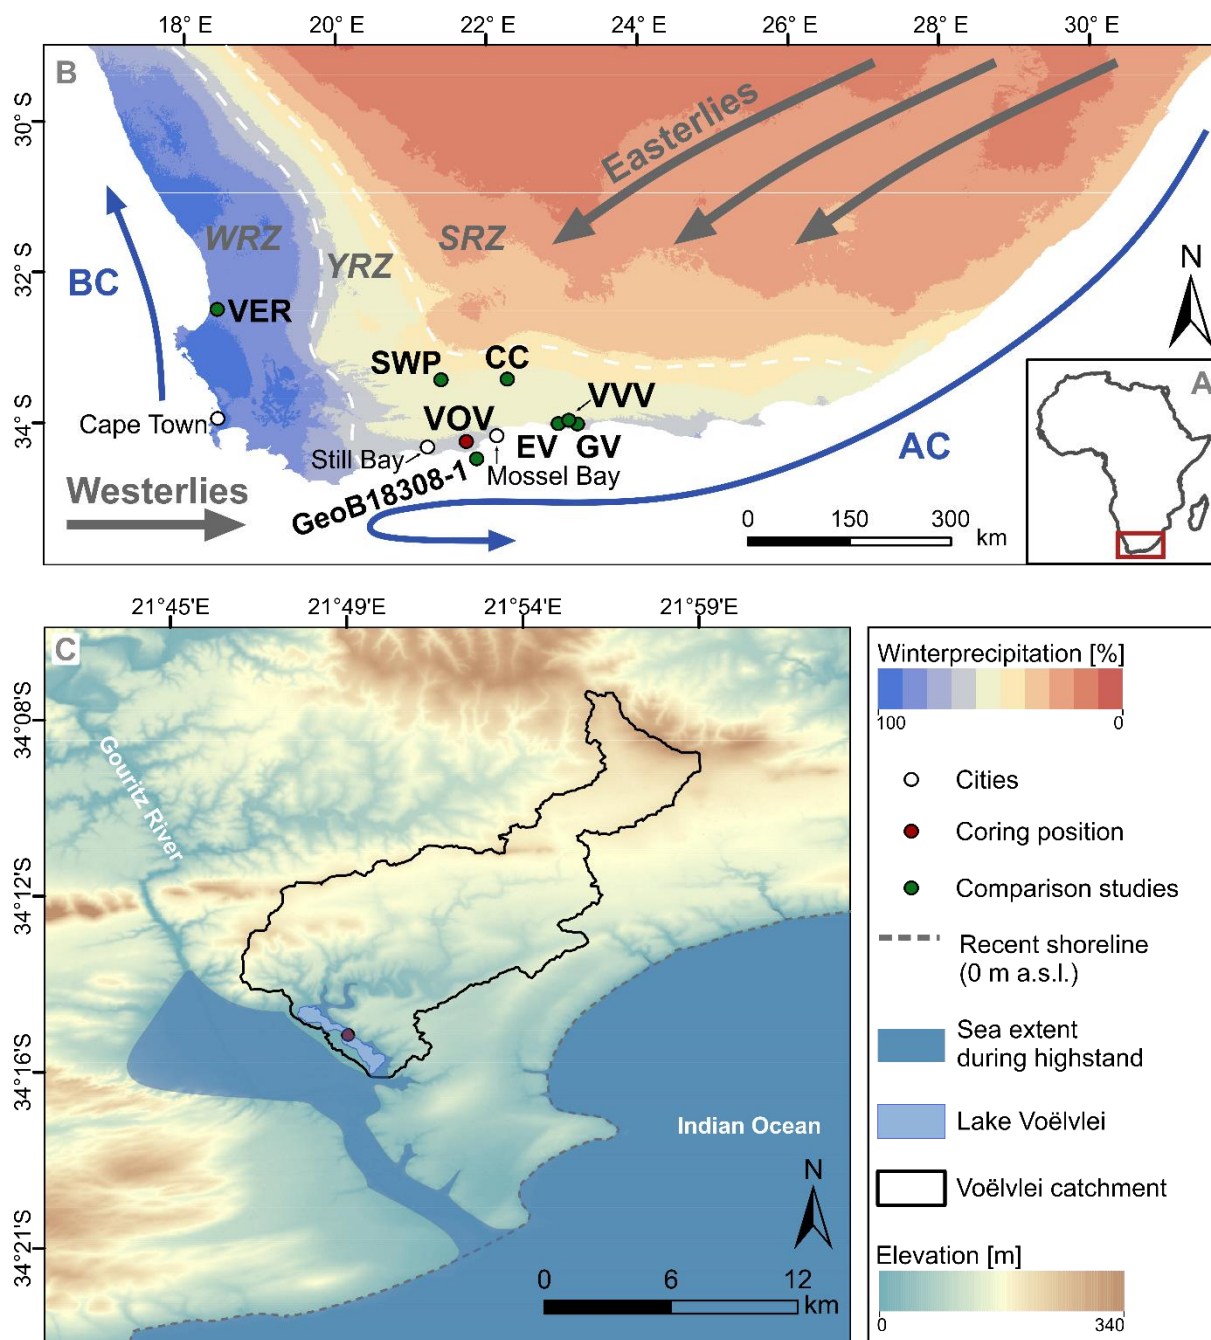 18° E
20° E
22° E
24° E
26° E
28° E
30° E
B
30° S
32° S
34° S
Easterlies
WRZ
YRZ
SRZ
BC
VER
N
SWP
CC
VVV
A
Cape Town
VOV
Still Bay
EV
GV
Mossel Bay
AC
GeoB18308-1
Westerlies
0
150
300
km
21°45'E
21°49'E
21°54'E
21°59'E
C
34°08'S
34°12'S
34°16'S
34°21'S
Gouritz River
Indian Ocean
N
0
6
12
km
Winterprecipitation [%]
100
0
Cities
Coring position
Comparison studies
Recent shoreline
(0 m a.s.l.)
Sea extent
during highstand
Lake Voëlvlei
Voëlvlei catchment
Elevation [m]
0
340